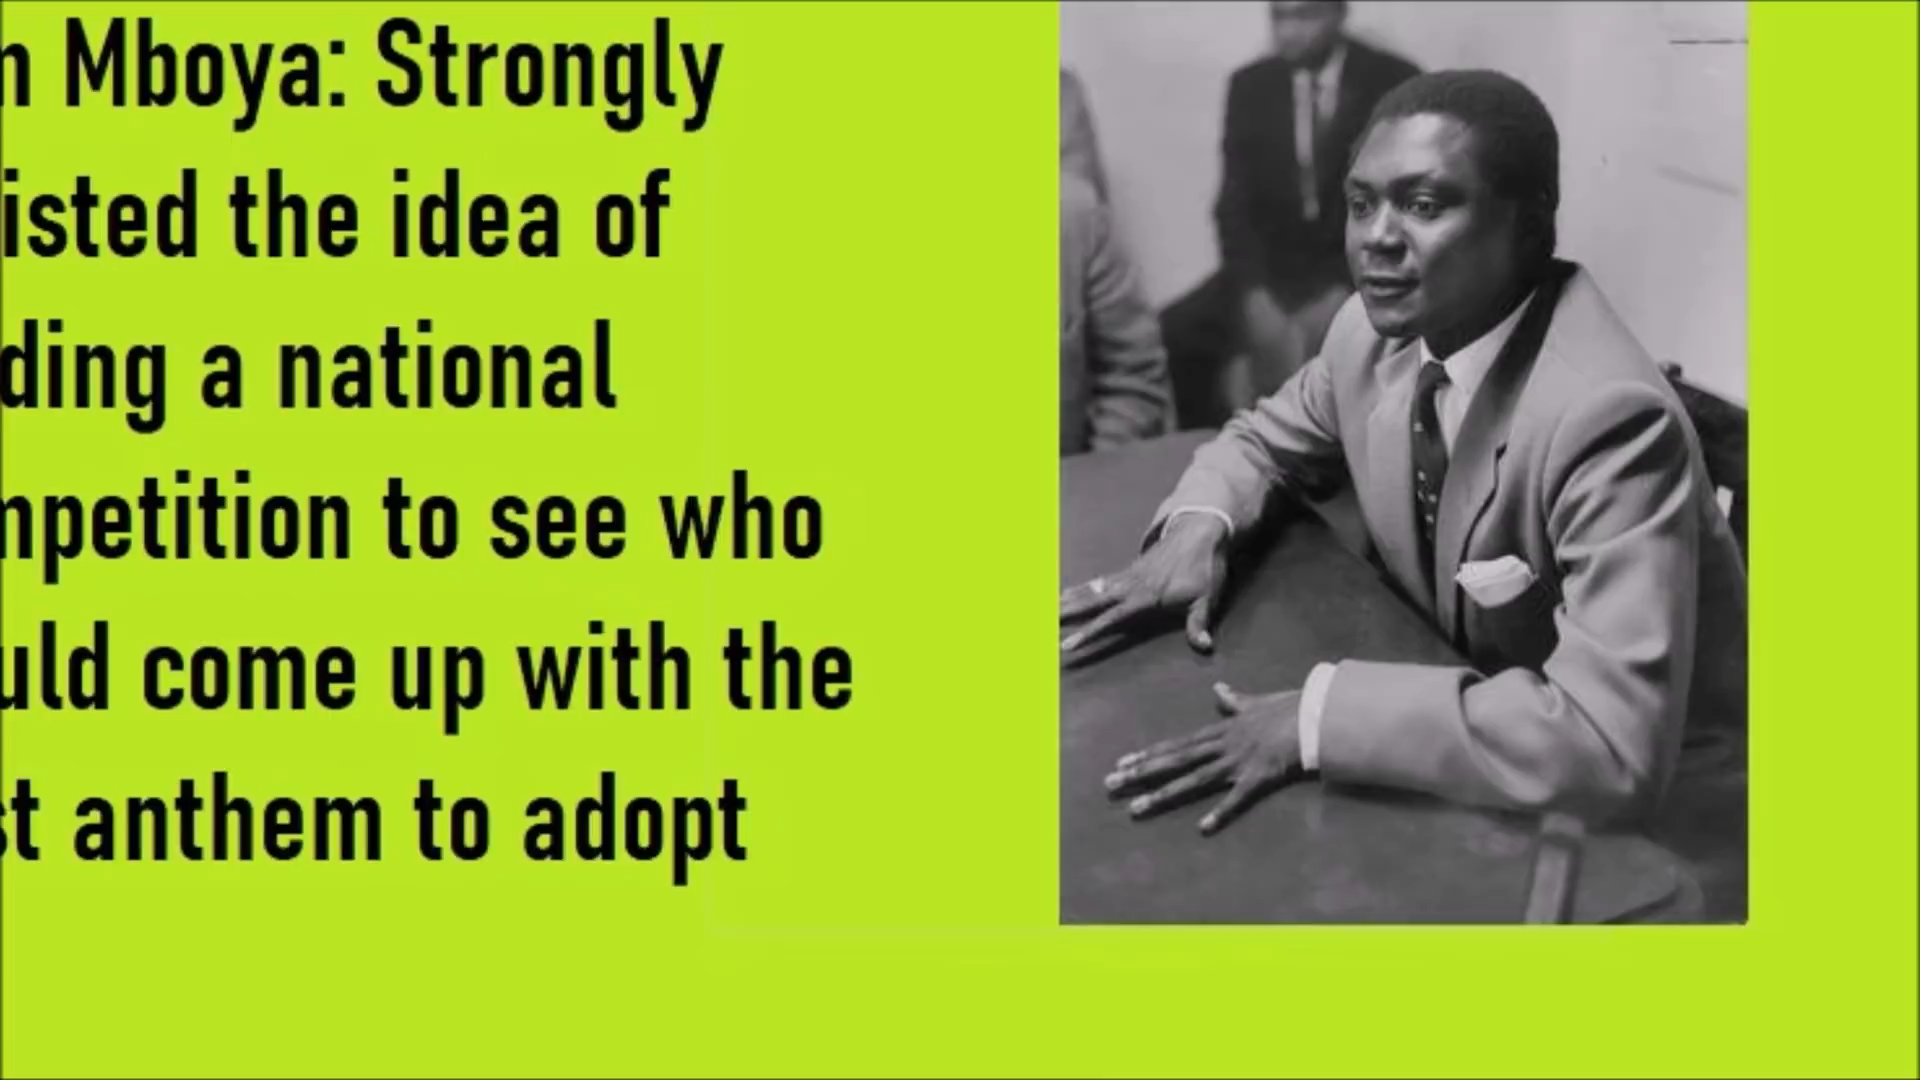 n Mboya: Strongly
isted the idea of
ding a national
mpetition to see who
uld come up with the
st anthem to adopt